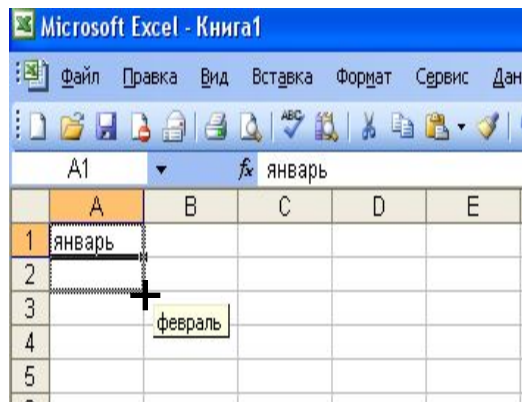 Microsoft Excel - Книга1
Файл Правка Вид Вставка Формат Сервис
ABC
A1 fx январь
A B C D E
1 январь
2
3 февраль
4
5